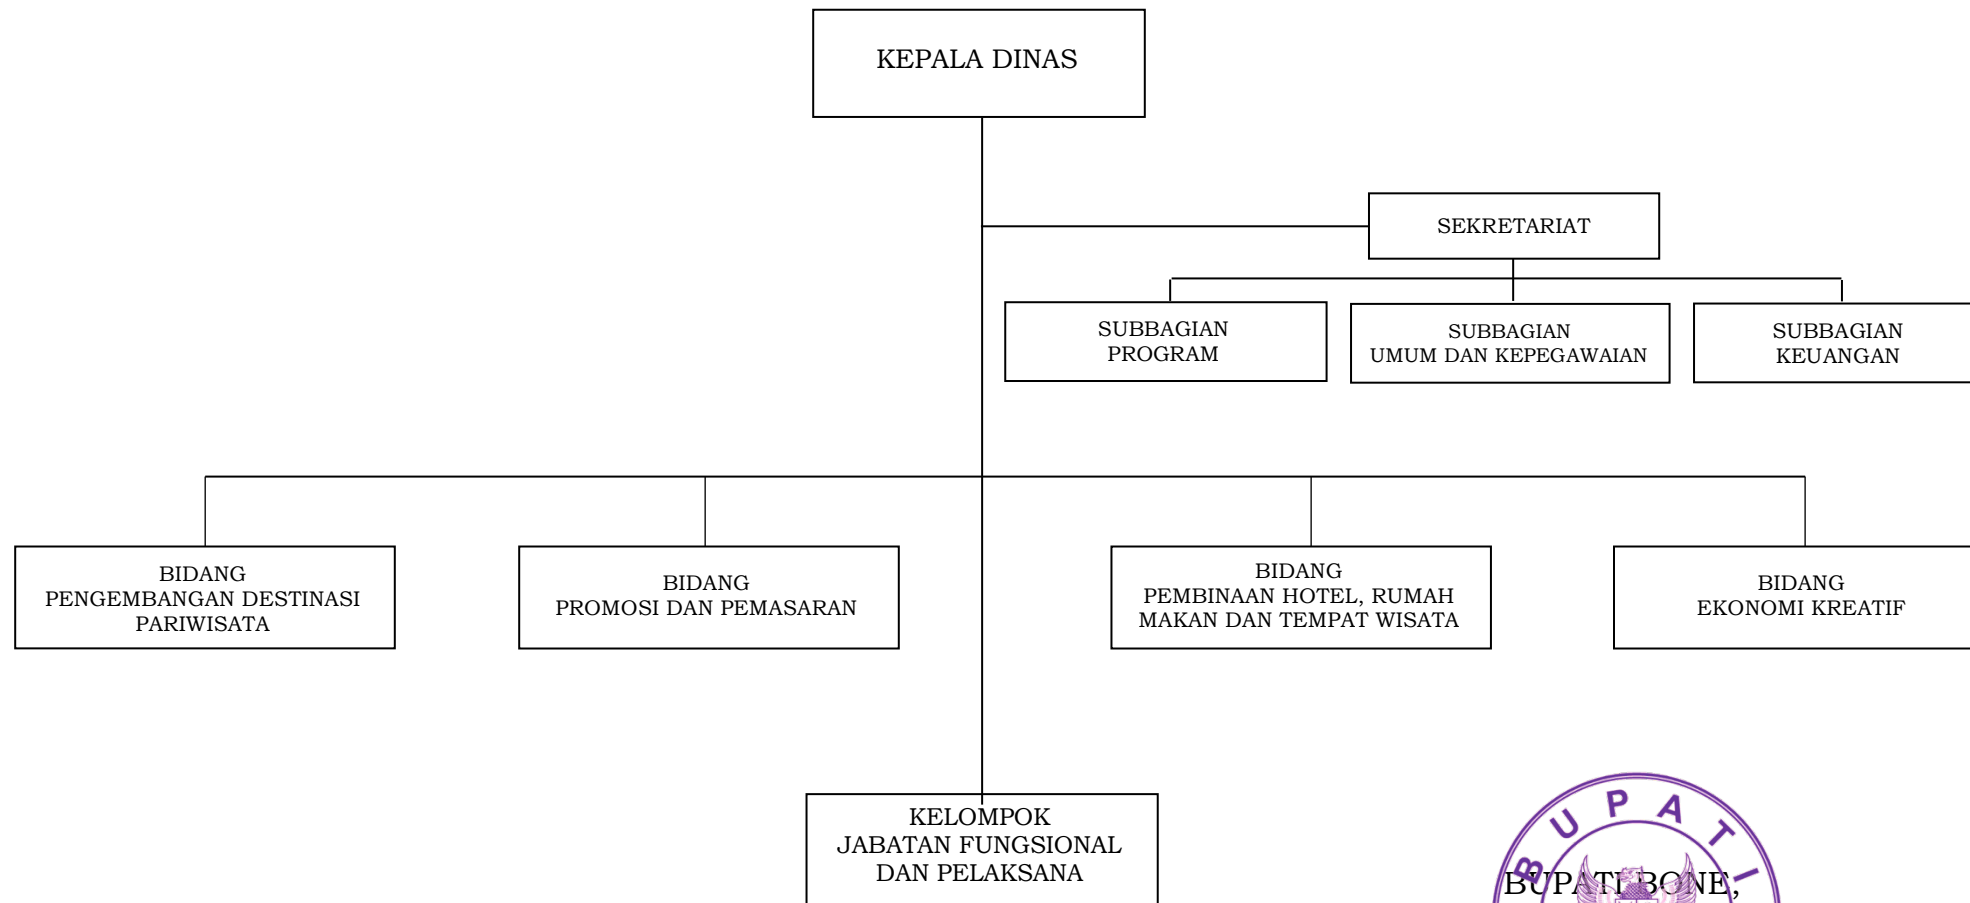 KEPALA DINAS
SEKRETARIAT
SUBBAGIAN
PROGRAM
SUBBAGIAN
UMUM DAN KEPEGAWAIAN
SUBBAGIAN
KEUANGAN
BIDANG
PENGEMBANGAN DESTINASI
PARIWISATA
BIDANG
PROMOSI DAN PEMASARAN
BIDANG
PEMBINAAN HOTEL, RUMAH
MAKAN DAN TEMPAT WISATA
BIDANG
EKONOMI KREATIF
KELOMPOK
JABATAN FUNGSIONAL
DAN PELAKSANA
BUPATI
BUPATI BONE,